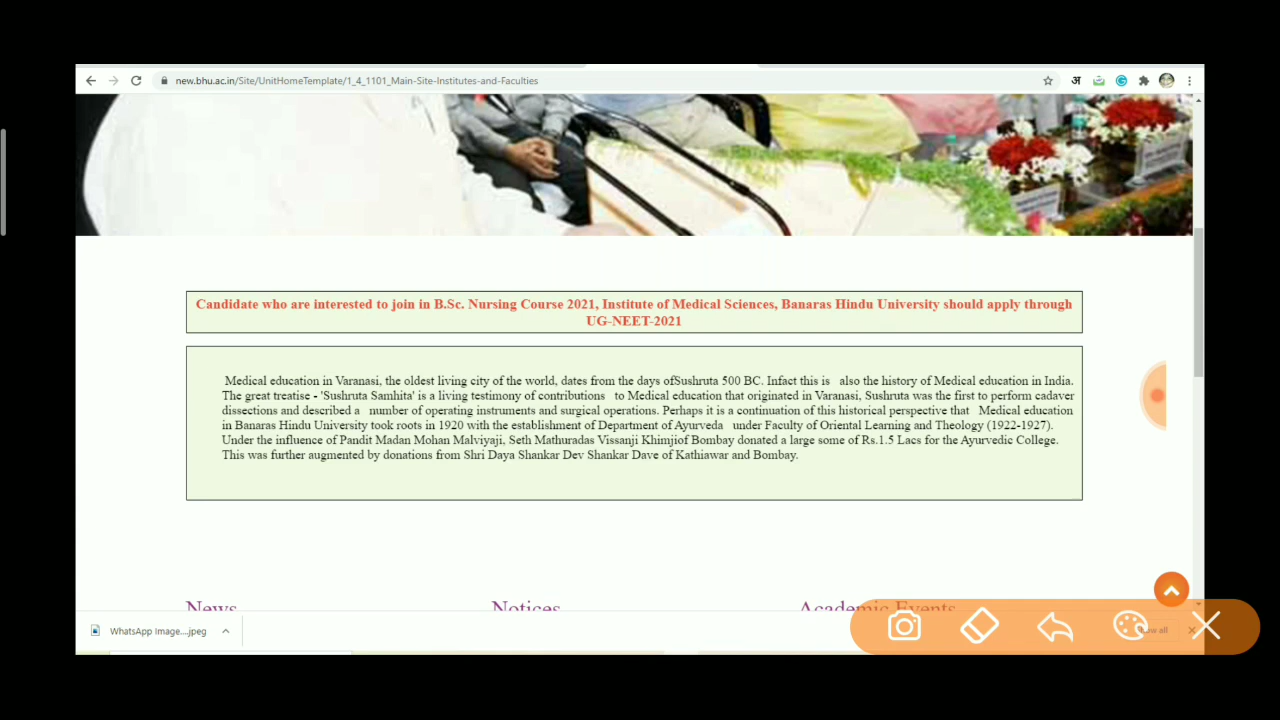 new.bhu.ac.in/Site/UnitHomeTemplate/1_4_1101_Main-Site-Institutes-and-Faculties
अ
Candidate who are interested to join in B.Sc. Nursing Course 2021, Institute of Medical Sciences, Banaras Hindu University should apply through
UG-NEET-2021
Medical education in Varanasi, the oldest living city of the world, dates from the days ofSushruta 500 BC. Infact this is also the history of Medical education in India.
The great treatise - 'Sushruta Samhita' is a living testimony of contributions to Medical education that originated in Varanasi, Sushruta was the first to perform cadaver
dissections and described a number of operating instruments and surgical operations. Perhaps it is a continuation of this historical perspective that Medical education
in Banaras Hindu University took roots in 1920 with the establishment of Department of Ayurveda under Faculty of Oriental Learning and Theology (1922-1927).
Under the influence of Pandit Madan Mohan Malviyaji, Seth Mathuradas Vissanji Khimjiof Bombay donated a large some of Rs.1.5 Lacs for the Ayurvedic College.
This was further augmented by donations from Shri Daya Shankar Dev Shankar Dave of Kathiawar and Bombay.
News Notices Academic Events
WhatsApp Image....jpeg
all